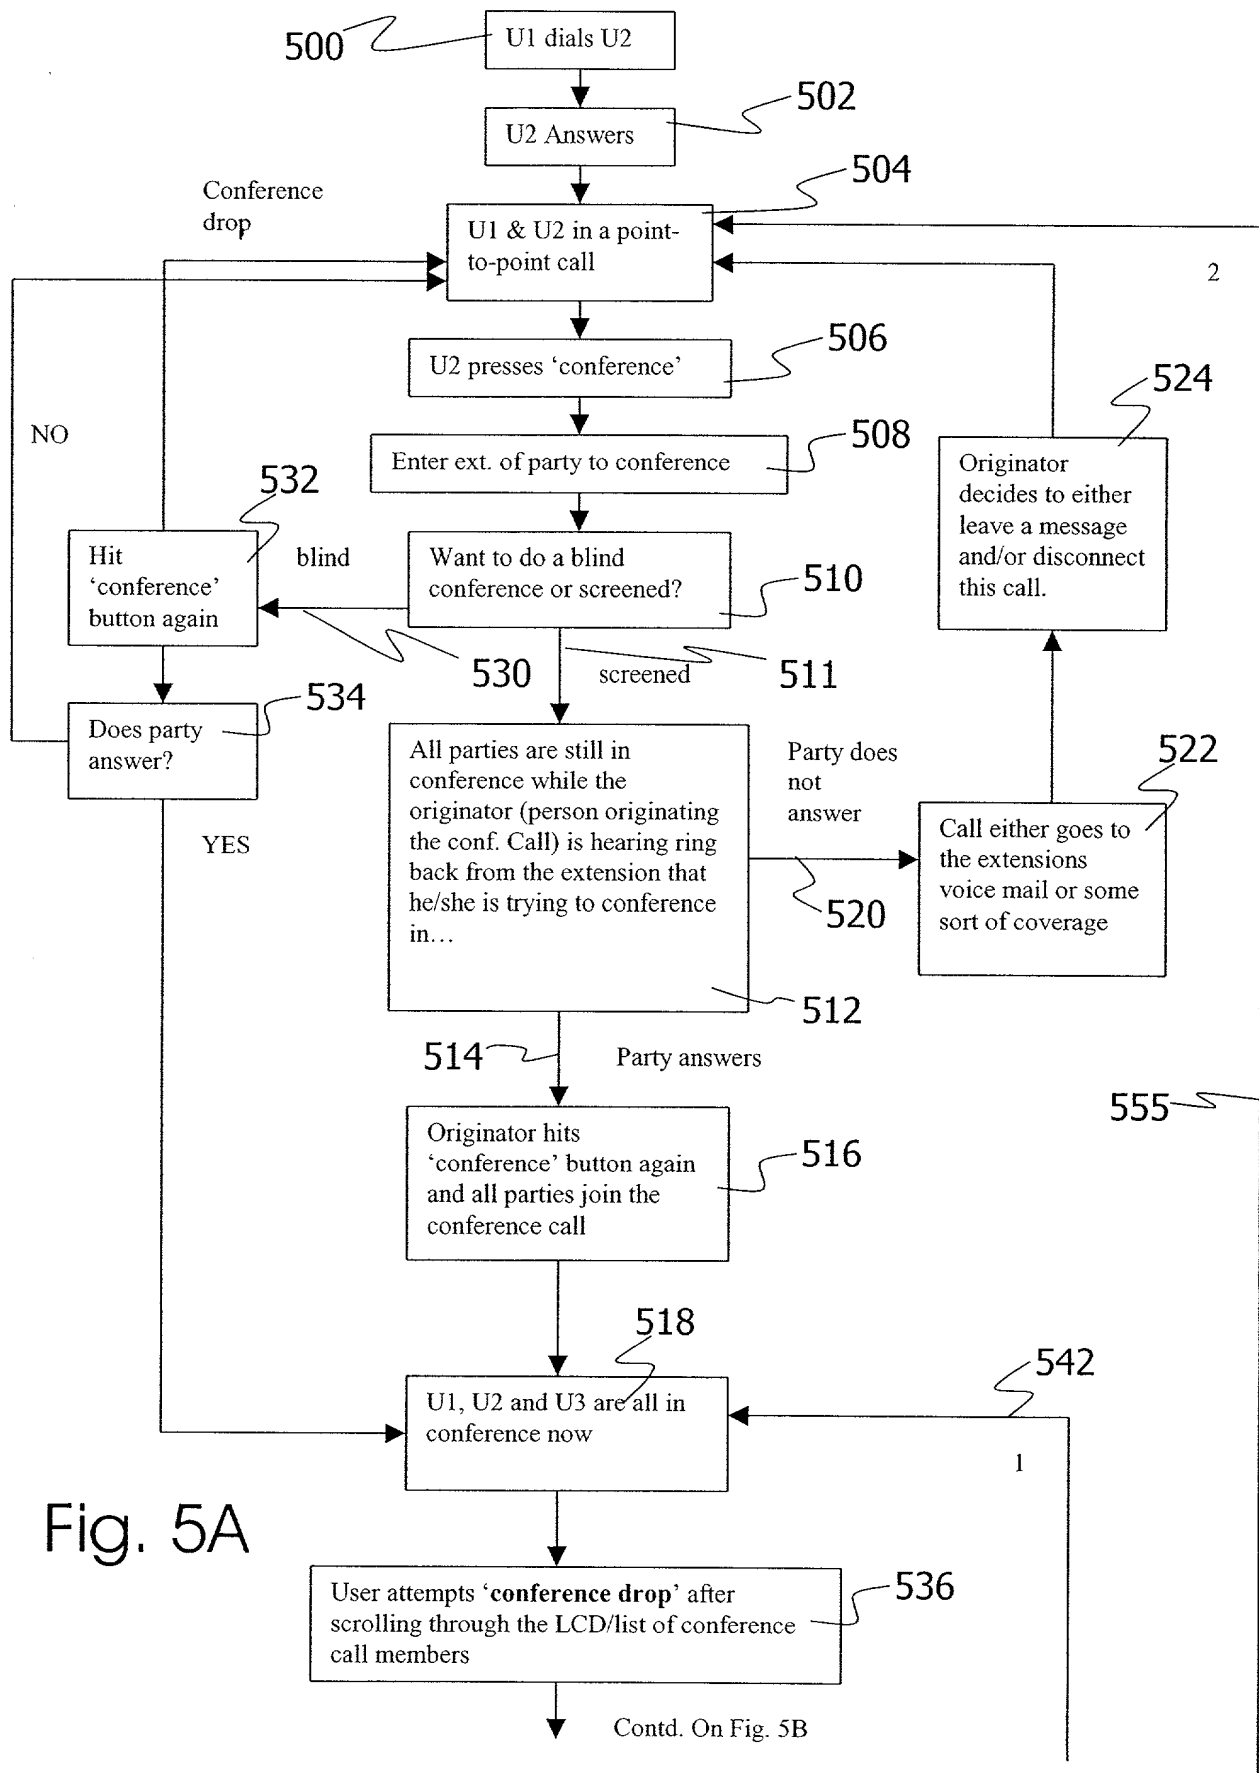 500
U1 dials U2
502
U2 Answers
504
Conference
drop
U1 & U2 in a point-
to-point call
2
506
U2 presses ‘conference’
524
NO
508
Enter ext. of party to conference
Originator
decides to either
leave a message
and/or disconnect
this call.
532
Hit
‘conference’
button again
blind
Want to do a blind
conference or screened?
510
530
screened
511
534
Does party
answer?
All parties are still in
conference while the
originator (person originating
the conf. Call) is hearing ring
back from the extension that
he/she is trying to conference
in…
Party does
not
answer
522
YES
Call either goes to
the extensions
voice mail or some
sort of coverage
520
512
514
Party answers
555
Originator hits
‘conference’ button again
and all parties join the
conference call
516
518
542
U1, U2 and U3 are all in
conference now
1
Fig. 5A
User attempts ‘conference drop’ after
scrolling through the LCD/list of conference
call members
536
Contd. On Fig. 5B